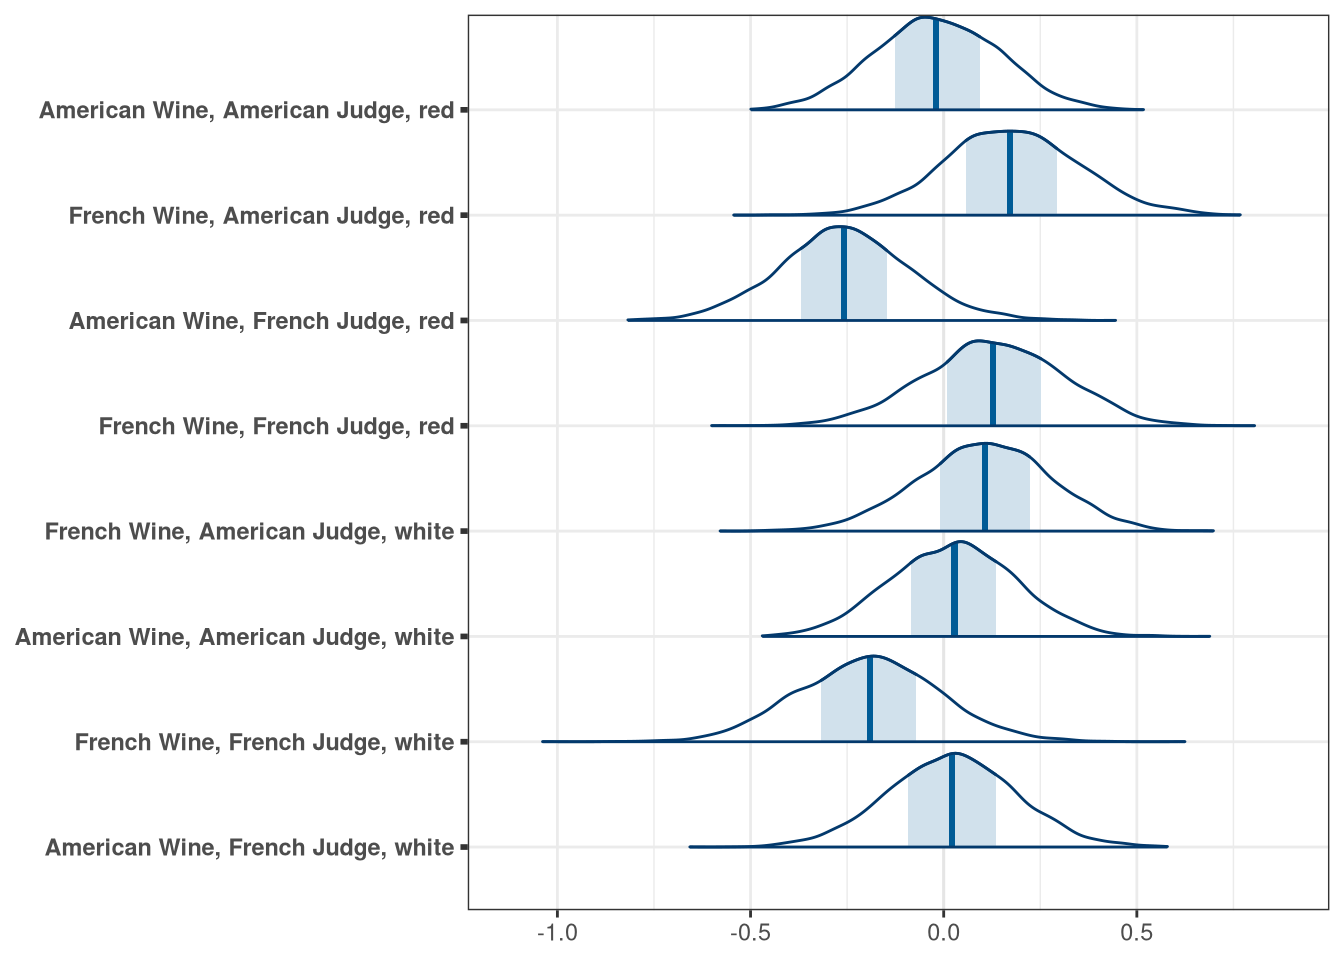 American Wine, American Judge, red
French Wine, American Judge, red
American Wine, French Judge, red
French Wine, French Judge, red
French Wine, American Judge, white
American Wine, American Judge, white
French Wine, French Judge, white
American Wine, French Judge, white
-1.0 -0.5 0.0 0.5